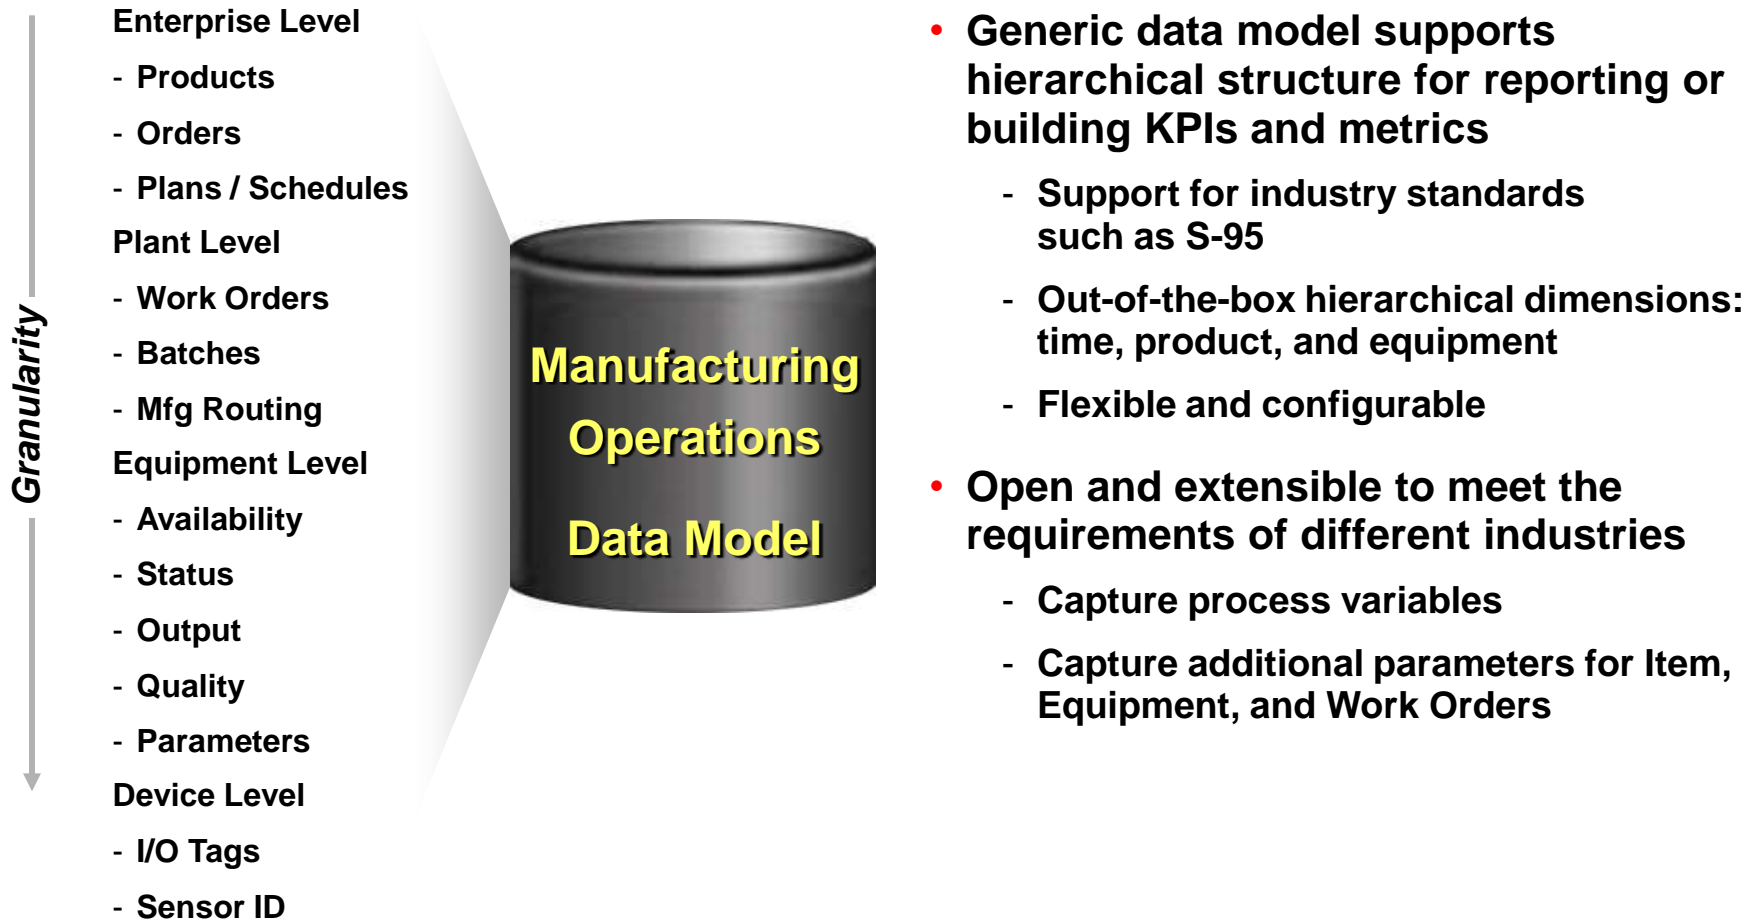 Granularity
Enterprise Level
- Products
- Orders
- Plans / Schedules
Plant Level
- Work Orders
- Batches
- Mfg Routing
Equipment Level
- Availability
- Status
- Output
- Quality
- Parameters
Device Level
- I/O Tags
- Sensor ID
Manufacturing
Operations
Data Model
• Generic data model supports
hierarchical structure for reporting or
building KPIs and metrics
- Support for industry standards
such as S-95
- Out-of-the-box hierarchical dimensions:
time, product, and equipment
- Flexible and configurable
• Open and extensible to meet the
requirements of different industries
- Capture process variables
- Capture additional parameters for Item,
Equipment, and Work Orders